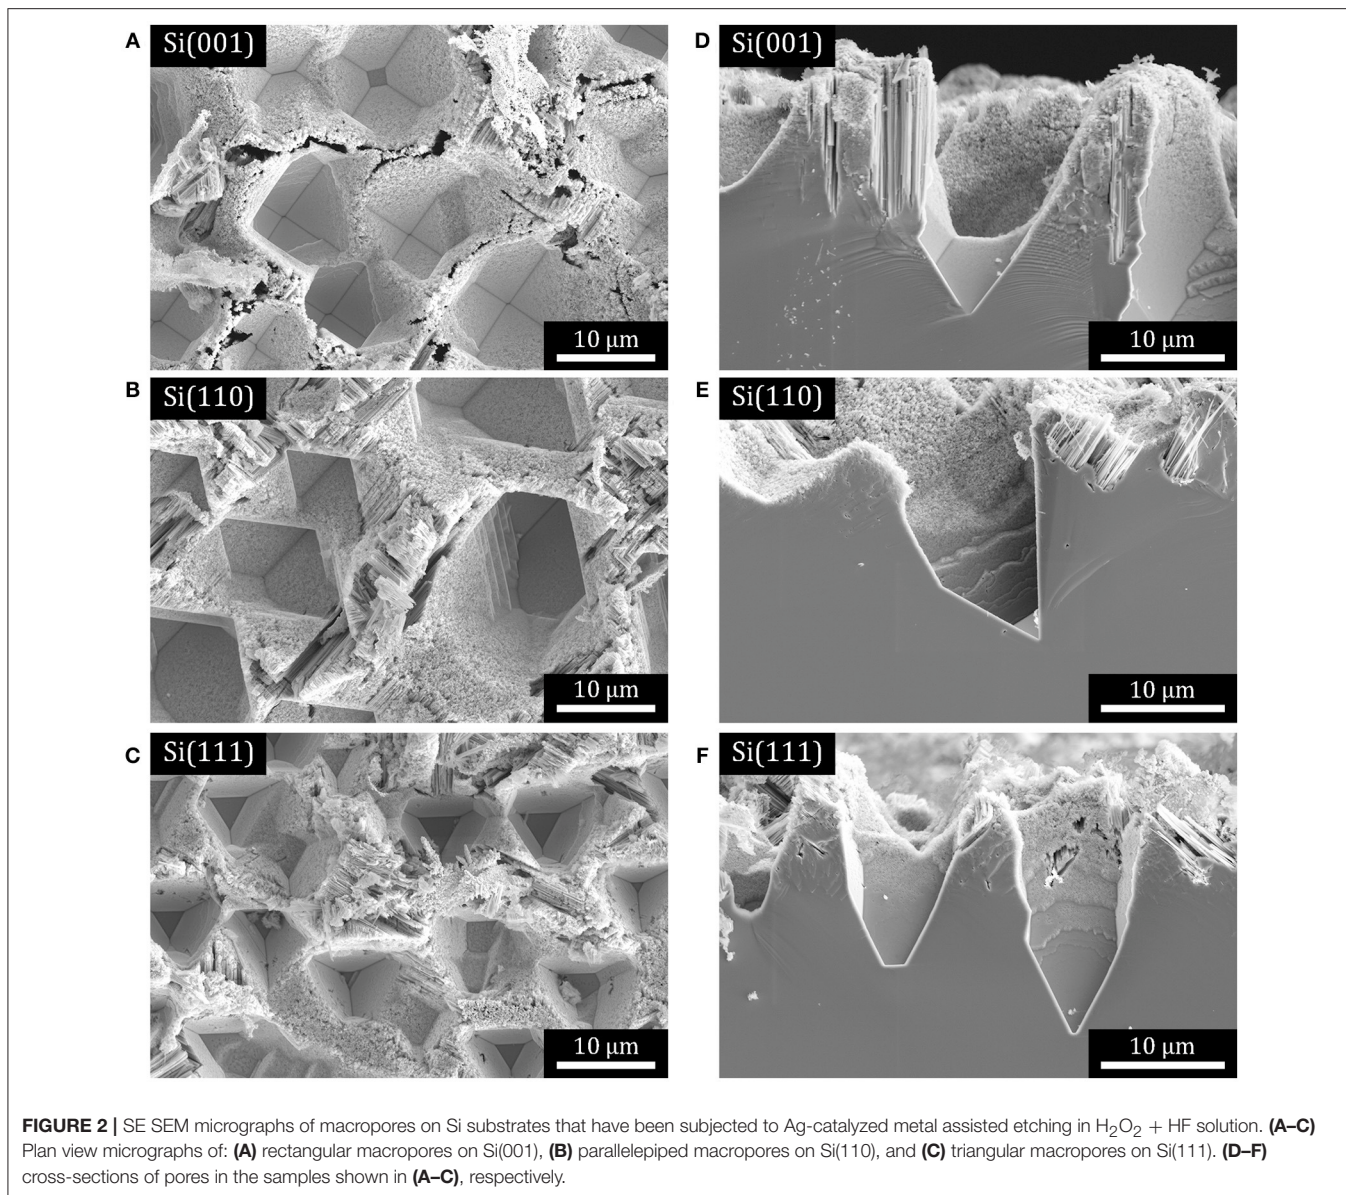 A
Si(001)
10 µm
D
Si(001)
10 µm
B
Si(110)
10 µm
E
Si(110)
10 µm
C
Si(111)
10 µm
F
Si(111)
10 µm
FIGURE 2 | SE SEM micrographs of macropores on Si substrates that have been subjected to Ag-catalyzed metal assisted etching in H₂O₂ + HF solution. (A–C)
Plan view micrographs of: (A) rectangular macropores on Si(001), (B) parallelepiped macropores on Si(110), and (C) triangular macropores on Si(111). (D–F)
cross-sections of pores in the samples shown in (A–C), respectively.